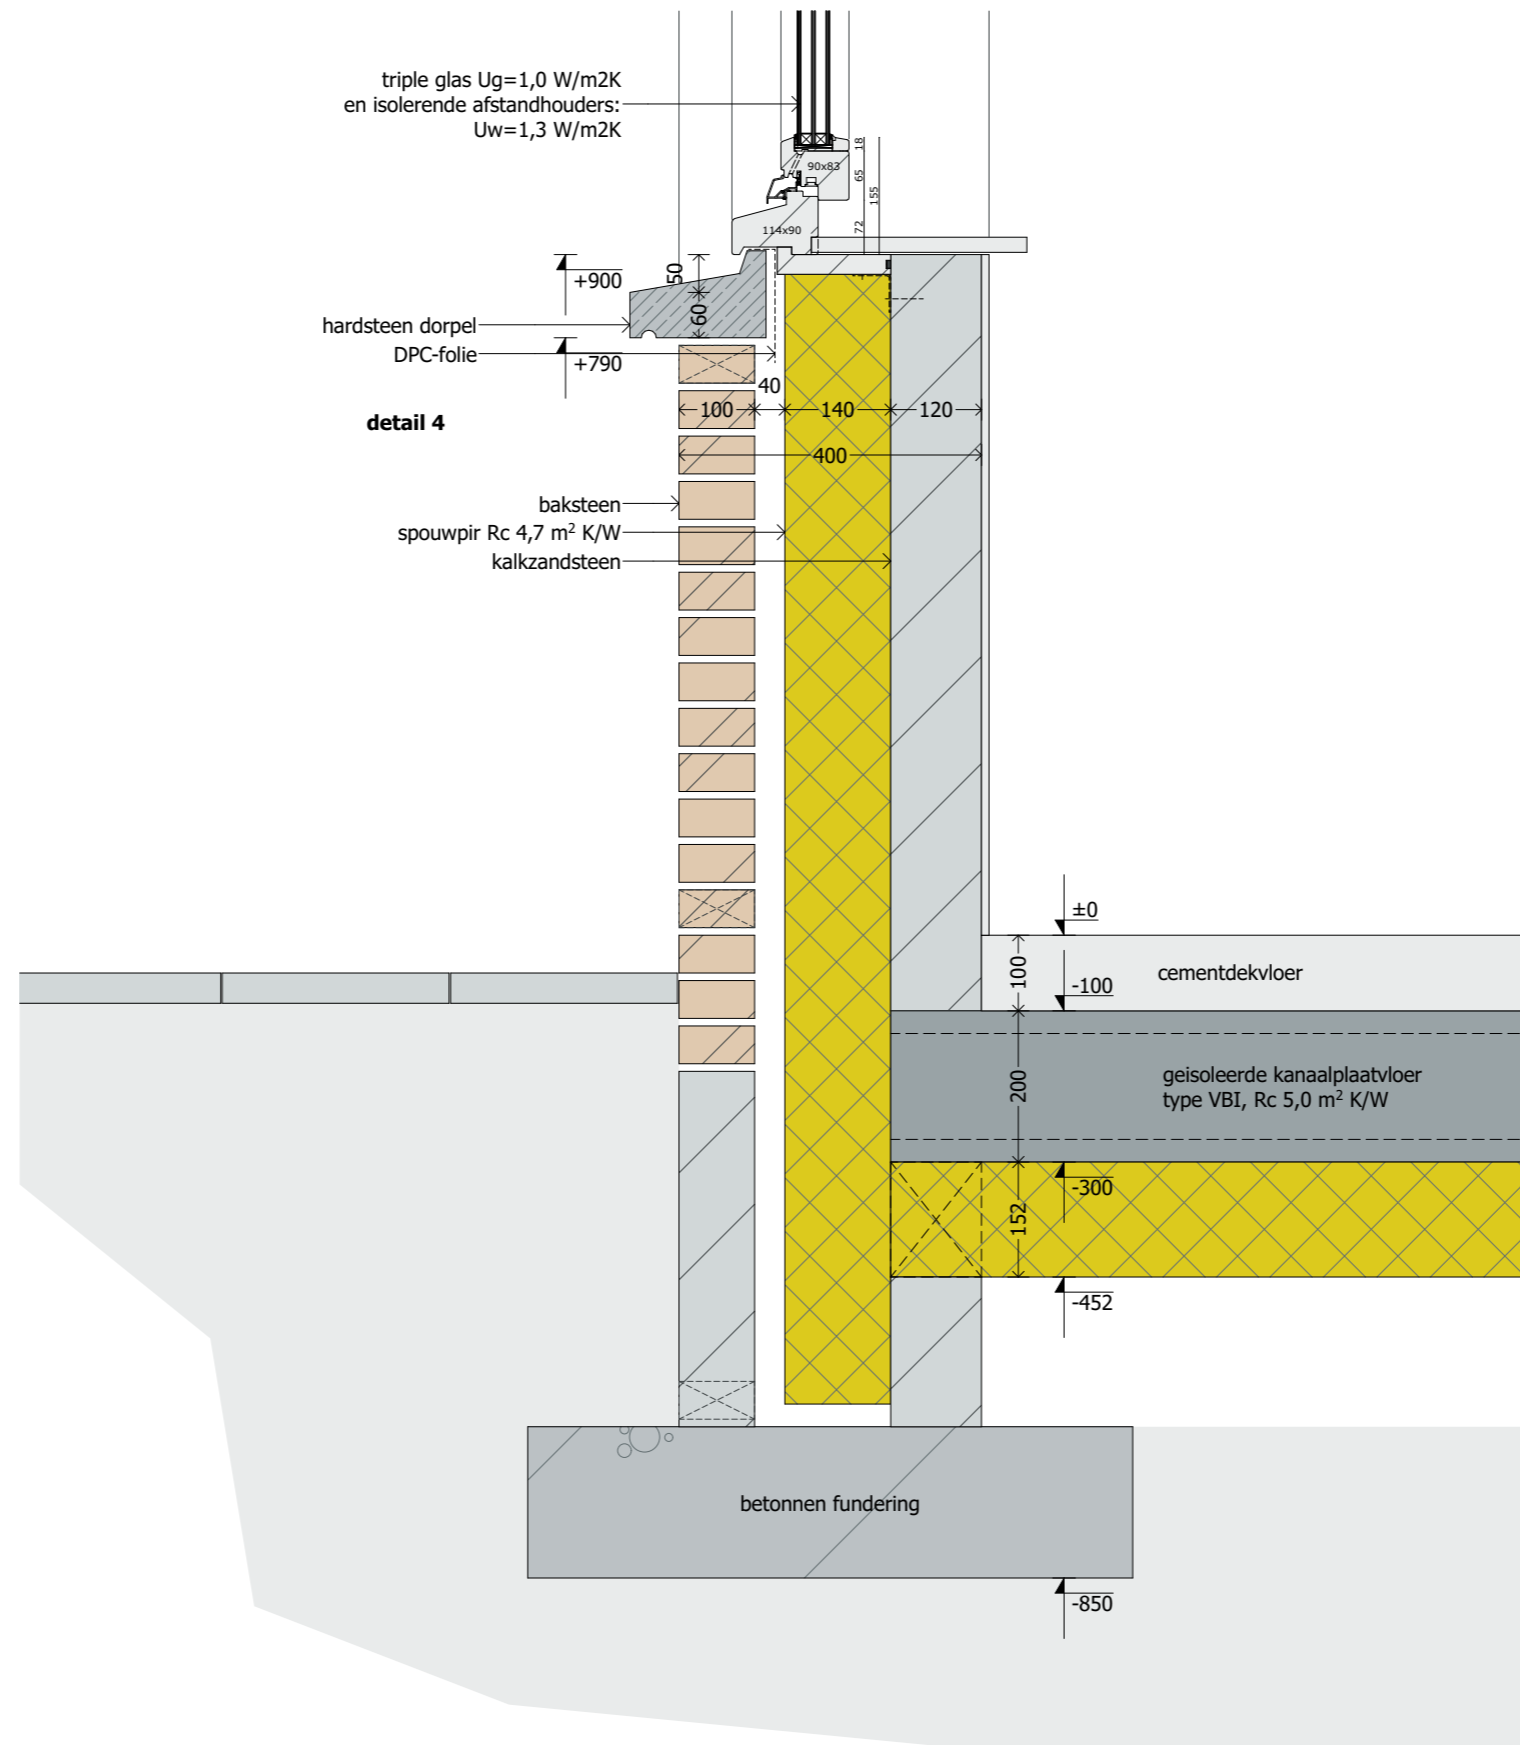 triple glas Ug=1,0 W/m2K
en isolerende afstandhouders:
Uw=1,3 W/m2K
18
90x83
65
155
72
114x90
+900
50
60
hardsteen dorpel
DPC-folie
+790
40
detail 4
100
140
120
400
baksteen
spouwpir Rc 4,7 m² K/W
kalkzandsteen
±0
100
cementdekvloer
-100
200
geisoleerde kanaalplaatvloer
type VBI, Rc 5,0 m² K/W
-300
152
-452
betonnen fundering
-850